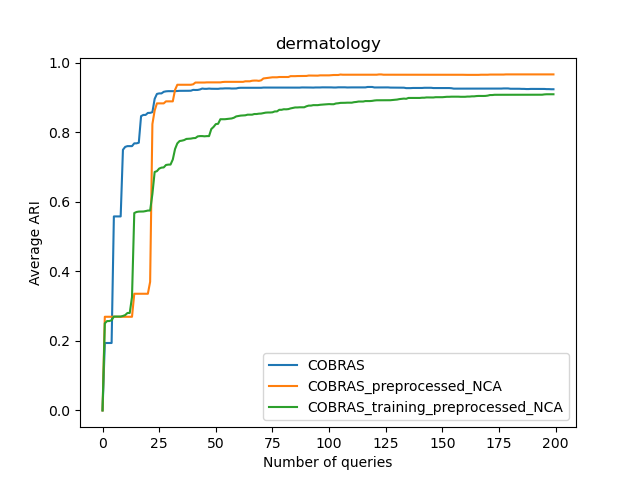 dermatology
1.0
0.8
0.6
0.4
0.2
0.0
Average ARI
COBRAS
COBRAS_preprocessed_NCA
COBRAS_training_preprocessed_NCA
0 25 50 75 100 125 150 175 200
Number of queries